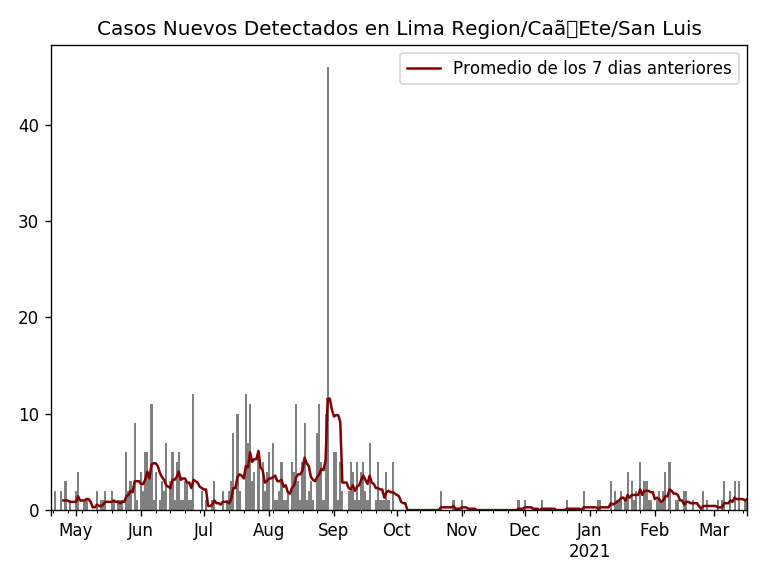 Casos Nuevos Detectados en Lima Region/Caã▯Ete/San Luis
Promedio de los 7 dias anteriores
40
30
20
10
0
May Jun Jul Aug Sep Oct Nov Dec Jan Feb Mar
2021